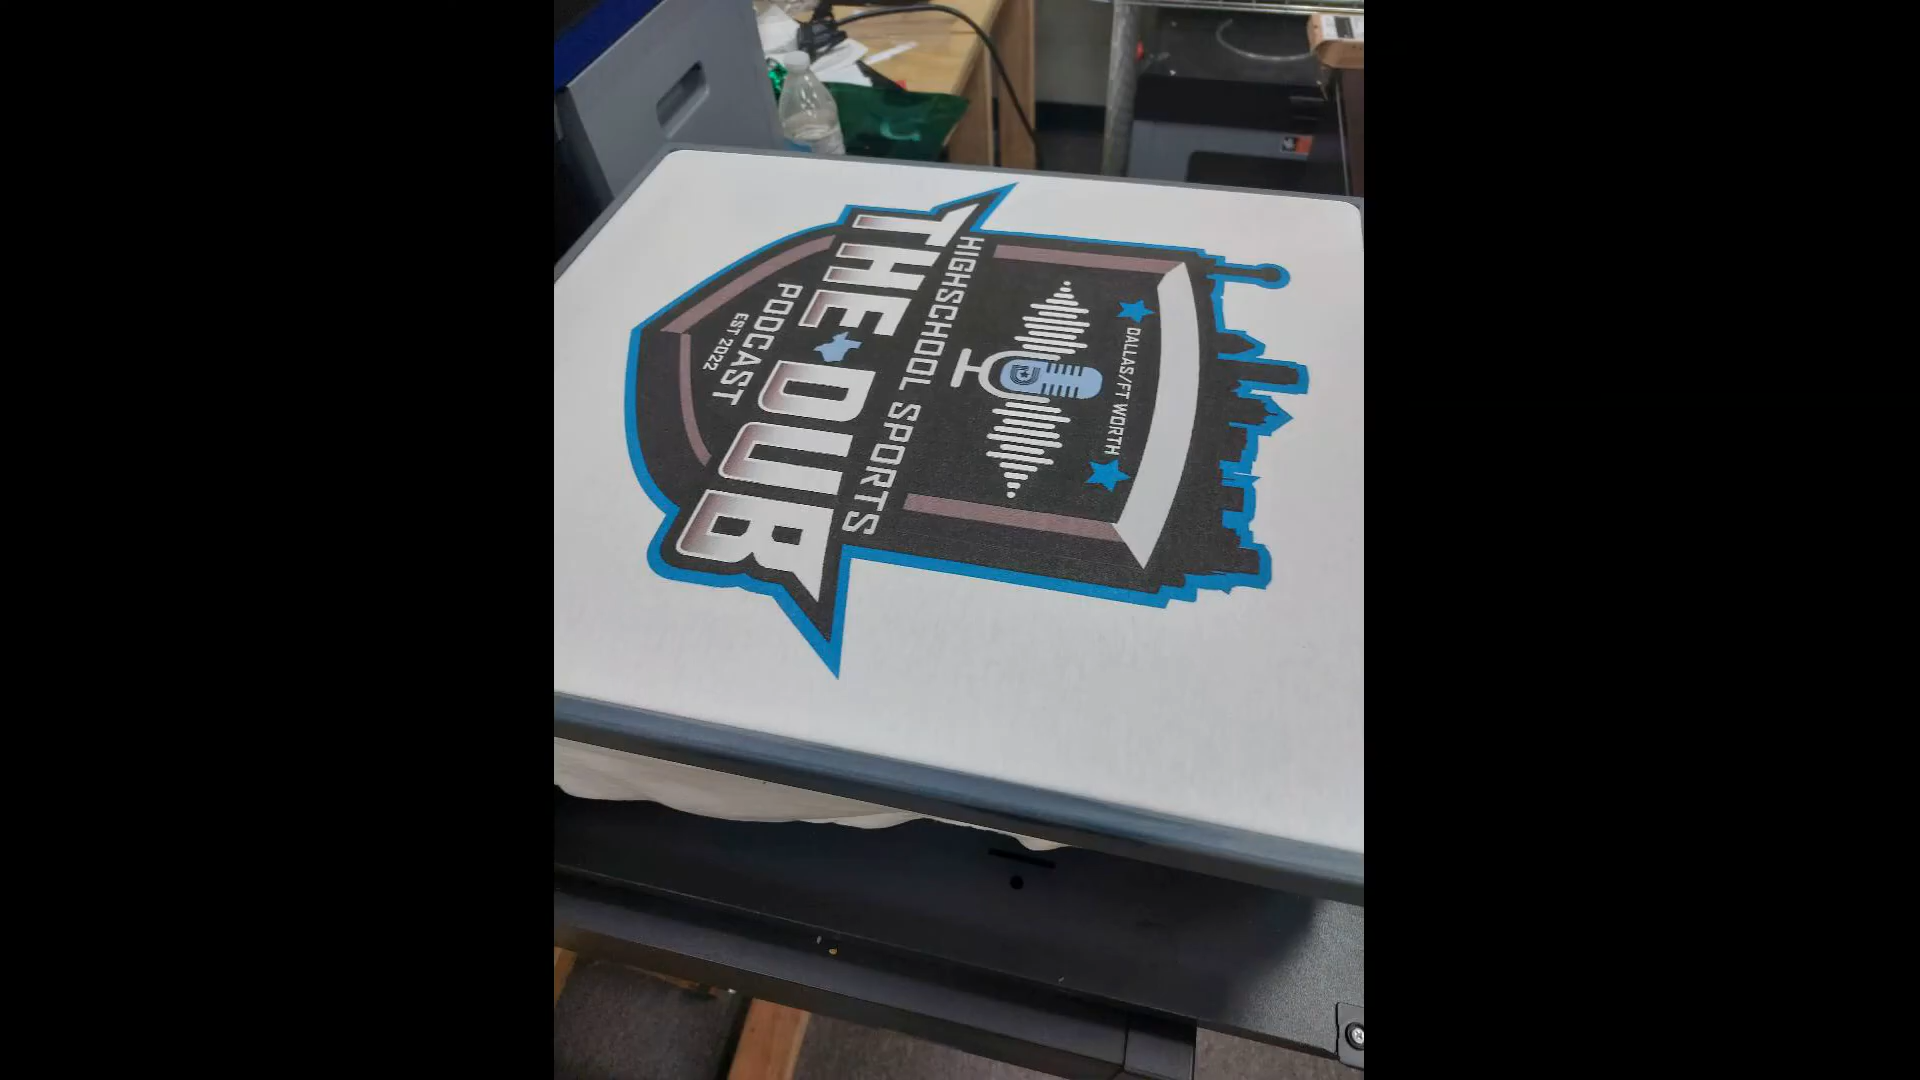 DALLAS/FT WORTH
HIGHSCHOOL SPORTS
THE DUB
PODCAST
EST 2022